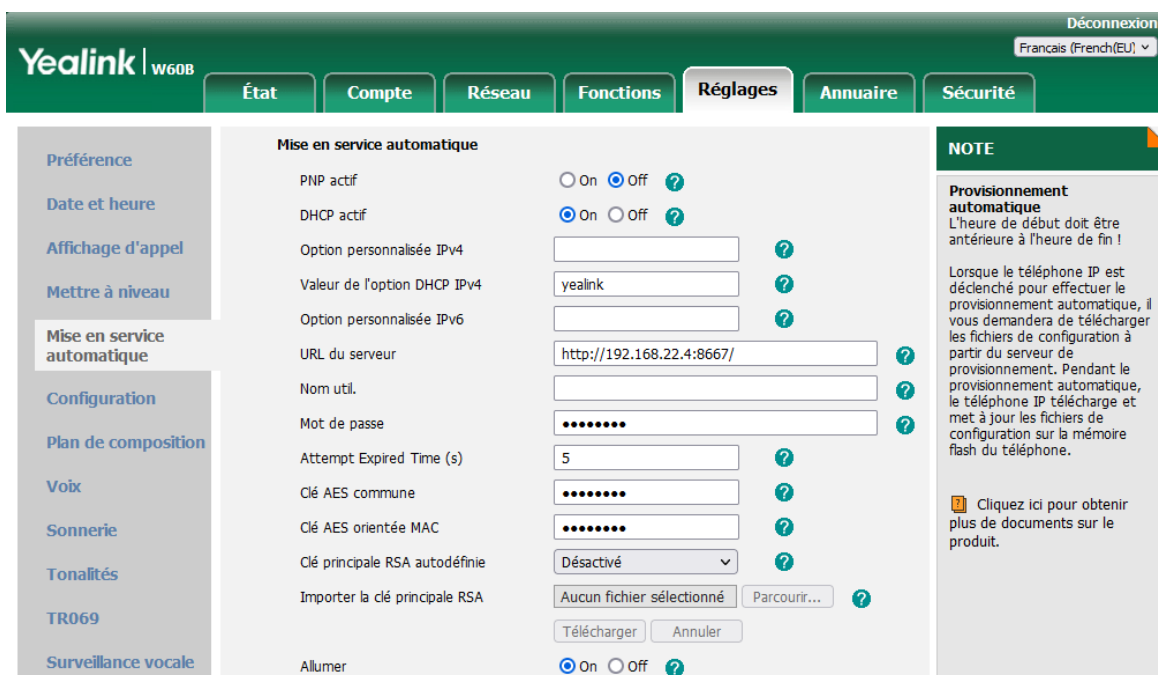 Déconnexion
Yealink | W60B
Francais (French(EU)
État Compte Réseau Fonctions Réglages Annuaire Sécurité
Préférence
Date et heure
Affichage d'appel
Mettre à niveau
Mise en service
automatique
Configuration
Plan de composition
Voix
Sonnerie
Tonalités
TR069
Surveillance vocale
Mise en service automatique
PNP actif On Off ?
DHCP actif On Off ?
Option personnalisée IPv4 ?
Valeur de l'option DHCP IPv4 yealink ?
Option personnalisée IPv6 ?
URL du serveur http://192.168.22.4:8667/ ?
Nom util. ?
Mot de passe •••••••• ?
Attempt Expired Time (s) 5 ?
Clé AES commune •••••••• ?
Clé AES orientée MAC •••••••• ?
Clé principale RSA autodéfinie Désactivé ?
Importer la clé principale RSA Aucun fichier sélectionné Parcourir... ?
Télécharger Annuler
Allumer On Off ?
NOTE
Provisionnement
automatique
L'heure de début doit être
antérieure à l'heure de fin !
Lorsque le téléphone IP est
déclenché pour effectuer le
provisionnement automatique, il
vous demandera de télécharger
les fichiers de configuration à
partir du serveur de
provisionnement. Pendant le
provisionnement automatique,
le téléphone IP télécharge et
met à jour les fichiers de
configuration sur la mémoire
flash du téléphone.
Cliquez ici pour obtenir
plus de documents sur le
produit.